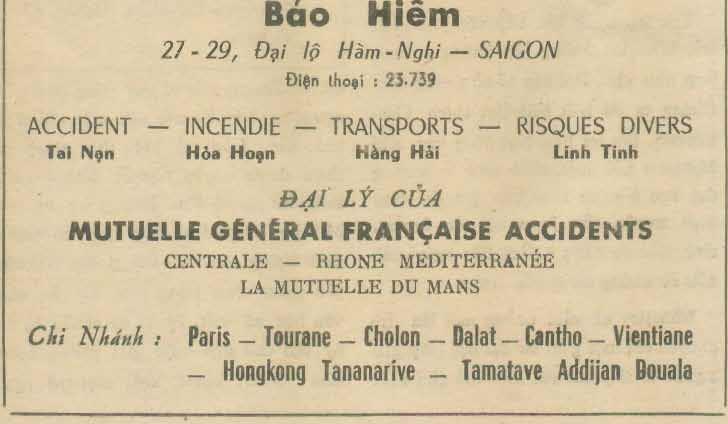 Bảo Hiểm
27 - 29, Đại lộ Hàm-Nghi — SAIGON
Điện thoại : 23.739
ACCIDENT — INCENDIE — TRANSPORTS — RISQUES DIVERS
Tai Nạn Hỏa Hoạn Hàng Hải Linh Tinh
ĐẠI LÝ CỦA
MUTUELLE GÉNÉRAL FRANÇAISE ACCIDENTS
CENTRALE — RHONE MEDITERRANÉE
LA MUTUELLE DU MANS
Chi Nhánh : Paris — Tourane — Cholon — Dalat — Cantho — Vientiane
— Hongkong Tananarive — Tamatave Addijan Douala